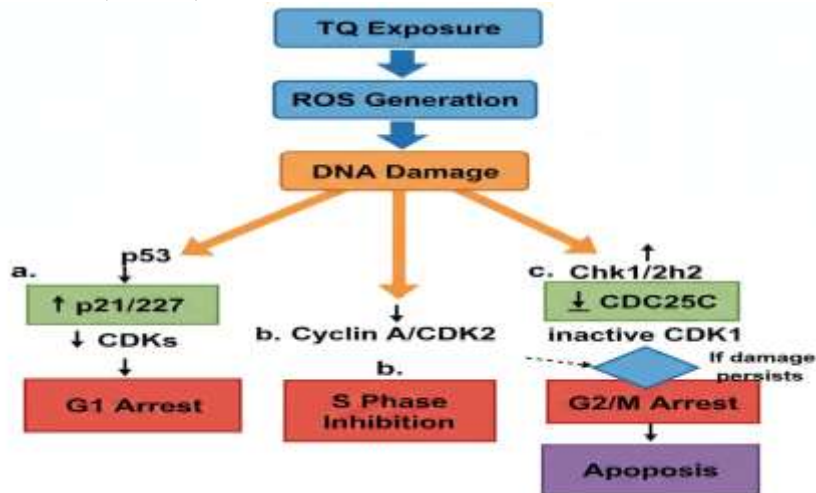 TQ Exposure
ROS Generation
DNA Damage
a.
p53
↓
↑ p21/227
↓ CDKs
↓
G1 Arrest
↓
b. Cyclin A/CDK2
b.
S Phase
Inhibition
↑
c. Chk1/2h2
↓ CDC25C
inactive CDK1
If damage
persists
G2/M Arrest
↓
Apoposis